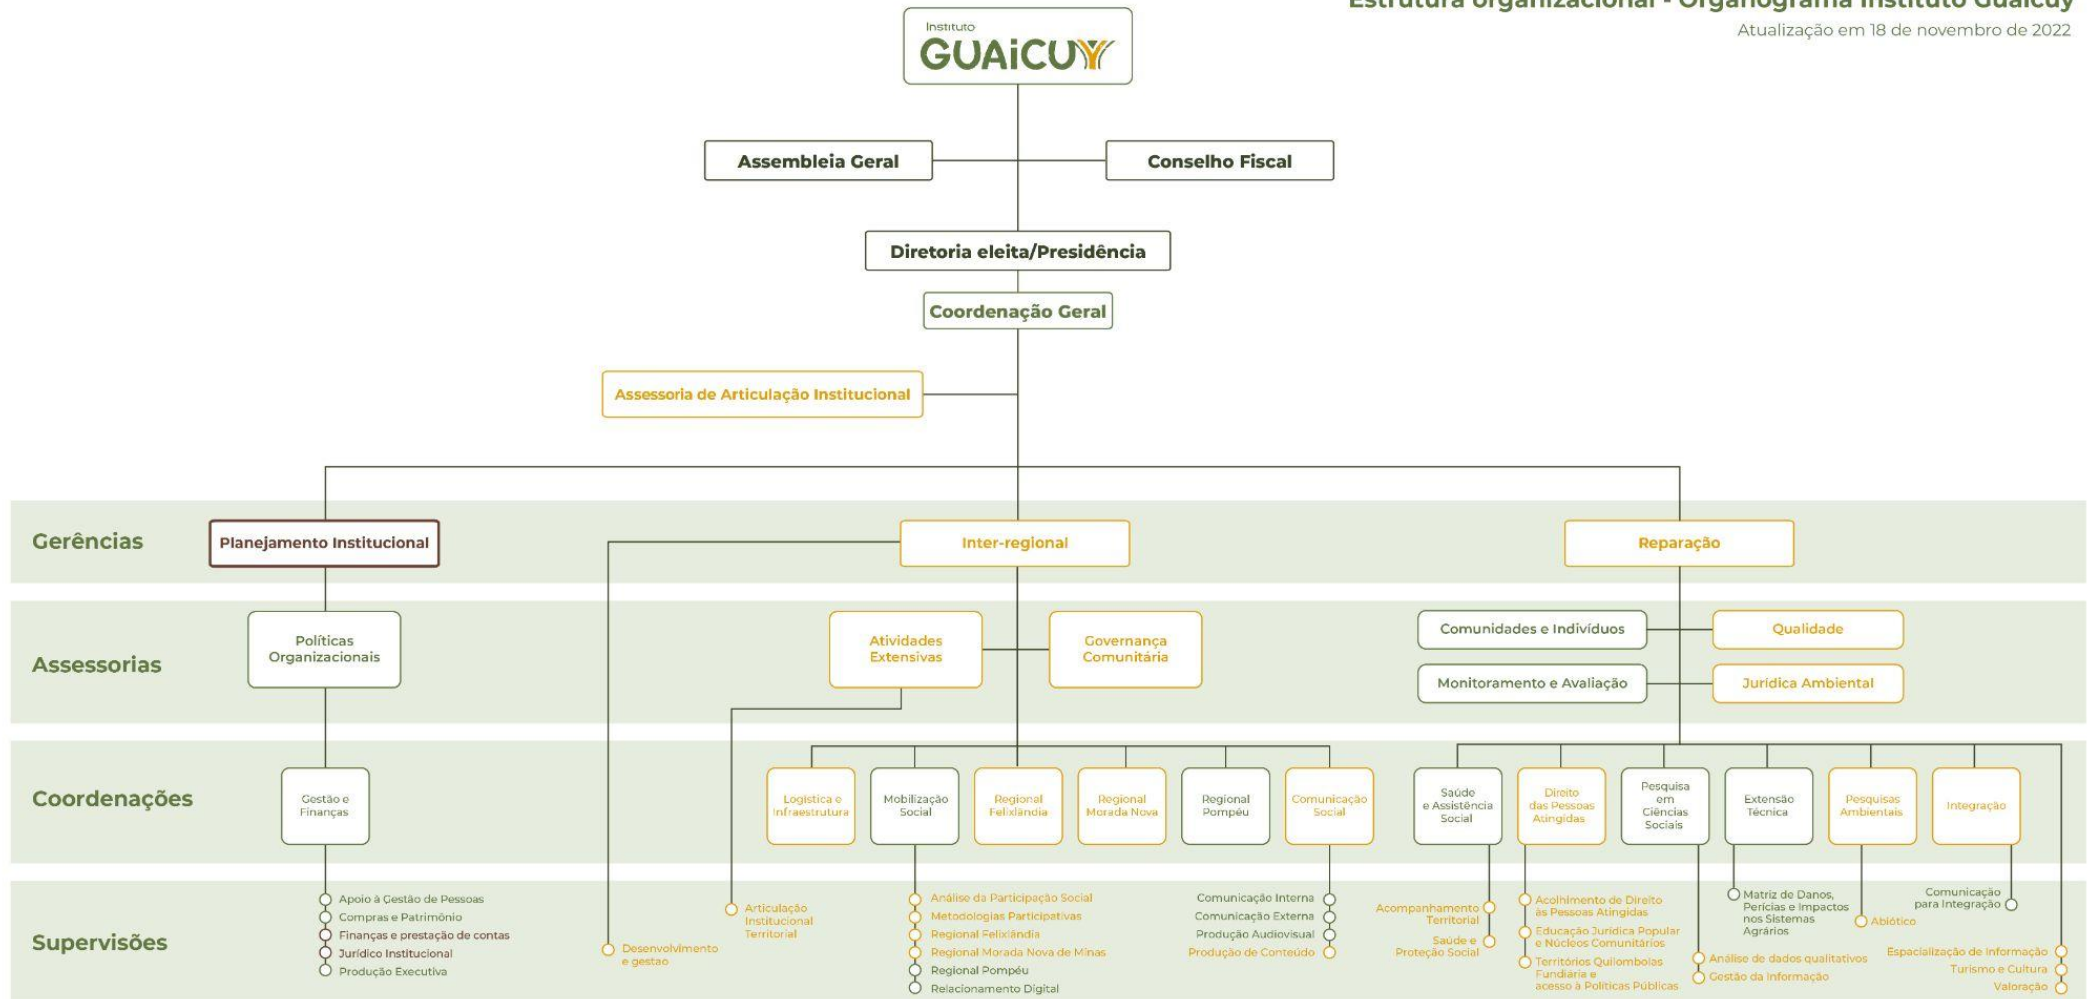 Estrutura organizacional - Organograma Instituto Guaicuy
Atualização em 18 de novembro de 2022
Instituto
GUAiCUY
Assembleia Geral
Conselho Fiscal
Diretoria eleita/Presidência
Coordenação Geral
Assessoria de Articulação Institucional
Gerências
Planejamento Institucional
Inter-regional
Reparação
Assessorias
Políticas
Organizacionais
Atividades
Extensivas
Governança
Comunitária
Comunidades e Indivíduos
Qualidade
Monitoramento e Avaliação
Jurídica Ambiental
Coordenações
Gestão e
Finanças
Logística e
Infraestrutura
Mobilização
Social
Regional
Felixlândia
Regional
Morada Nova
Regional
Pompéu
Comunicação
Social
Saúde
e Assistência
Social
Direito
das Pessoas
Atingidas
Pesquisa
em
Ciências
Sociais
Extensão
Técnica
Pesquisas
Ambientais
Integração
Supervisões
Apoio à Gestão de Pessoas
Compras e Patrimônio
Finanças e prestação de contas
Jurídico Institucional
Produção Executiva
Desenvolvimento
e gestao
Articulação
Institucional
Territorial
Análise da Participação Social
Metodologias Participativas
Regional Felixlândia
Regional Morada Nova de Minas
Regional Pompéu
Relacionamento Digital
Comunicação Interna
Comunicação Externa
Produção Audiovisual
Produção de Conteúdo
Acompanhamento
Territorial
Saúde e
Proteção Social
Acolhimento de Direito
às Pessoas Atingidas
Educação Jurídica Popular
e Núcleos Comunitários
Territórios Quilombolas
Fundiária e
acesso à Políticas Públicas
Análise de dados qualitativos
Gestão da Informação
Matriz de Danos,
Perícias e Impactos
nos Sistemas
Agrários
Abiótico
Comunicação
para Integração
Espacialização de Informação
Turismo e Cultura
Valoração